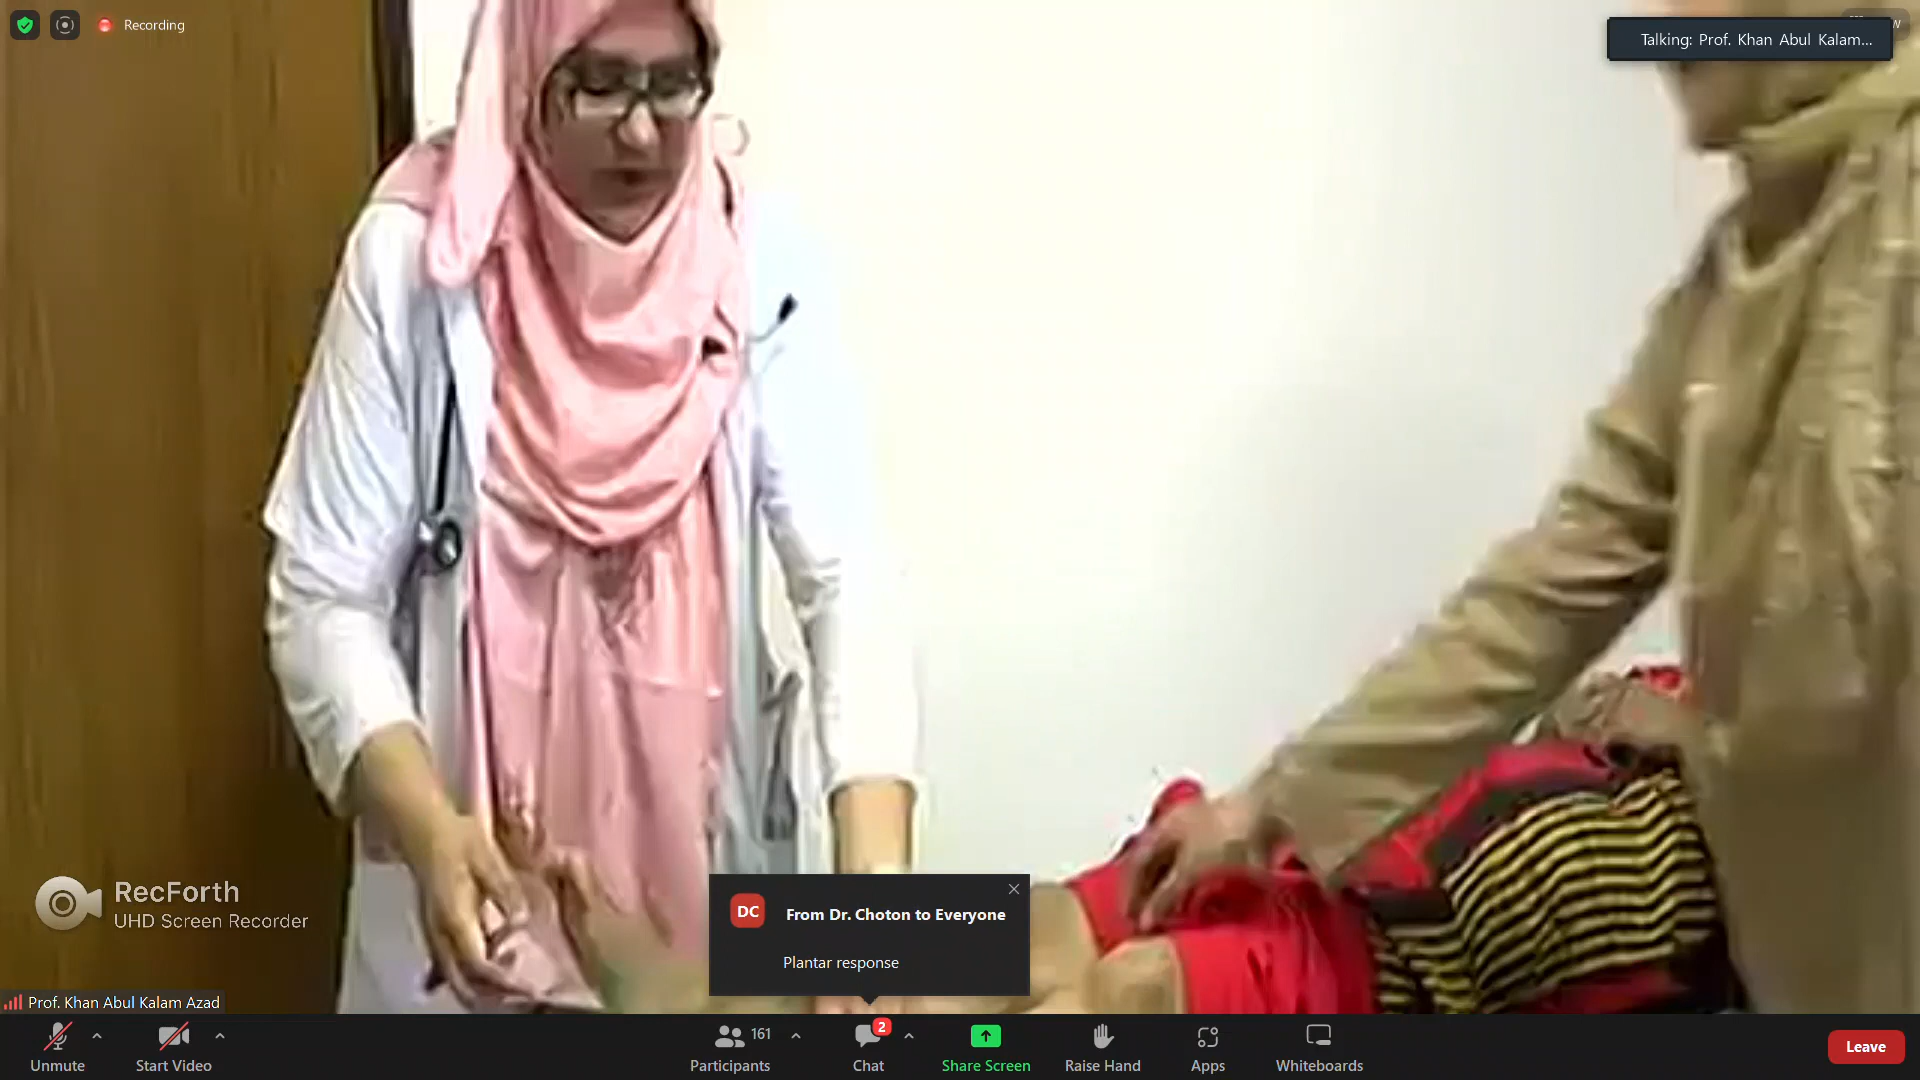 Recording
Talking: Prof. Khan Abul Kalam...
RecForth
UHD Screen Recorder
DC
From Dr. Choton to Everyone
Plantar response
Prof. Khan Abul Kalam Azad
Unmute
Start Video
161
Participants
2
Chat
Share Screen
Raise Hand
Apps
Whiteboards
Leave